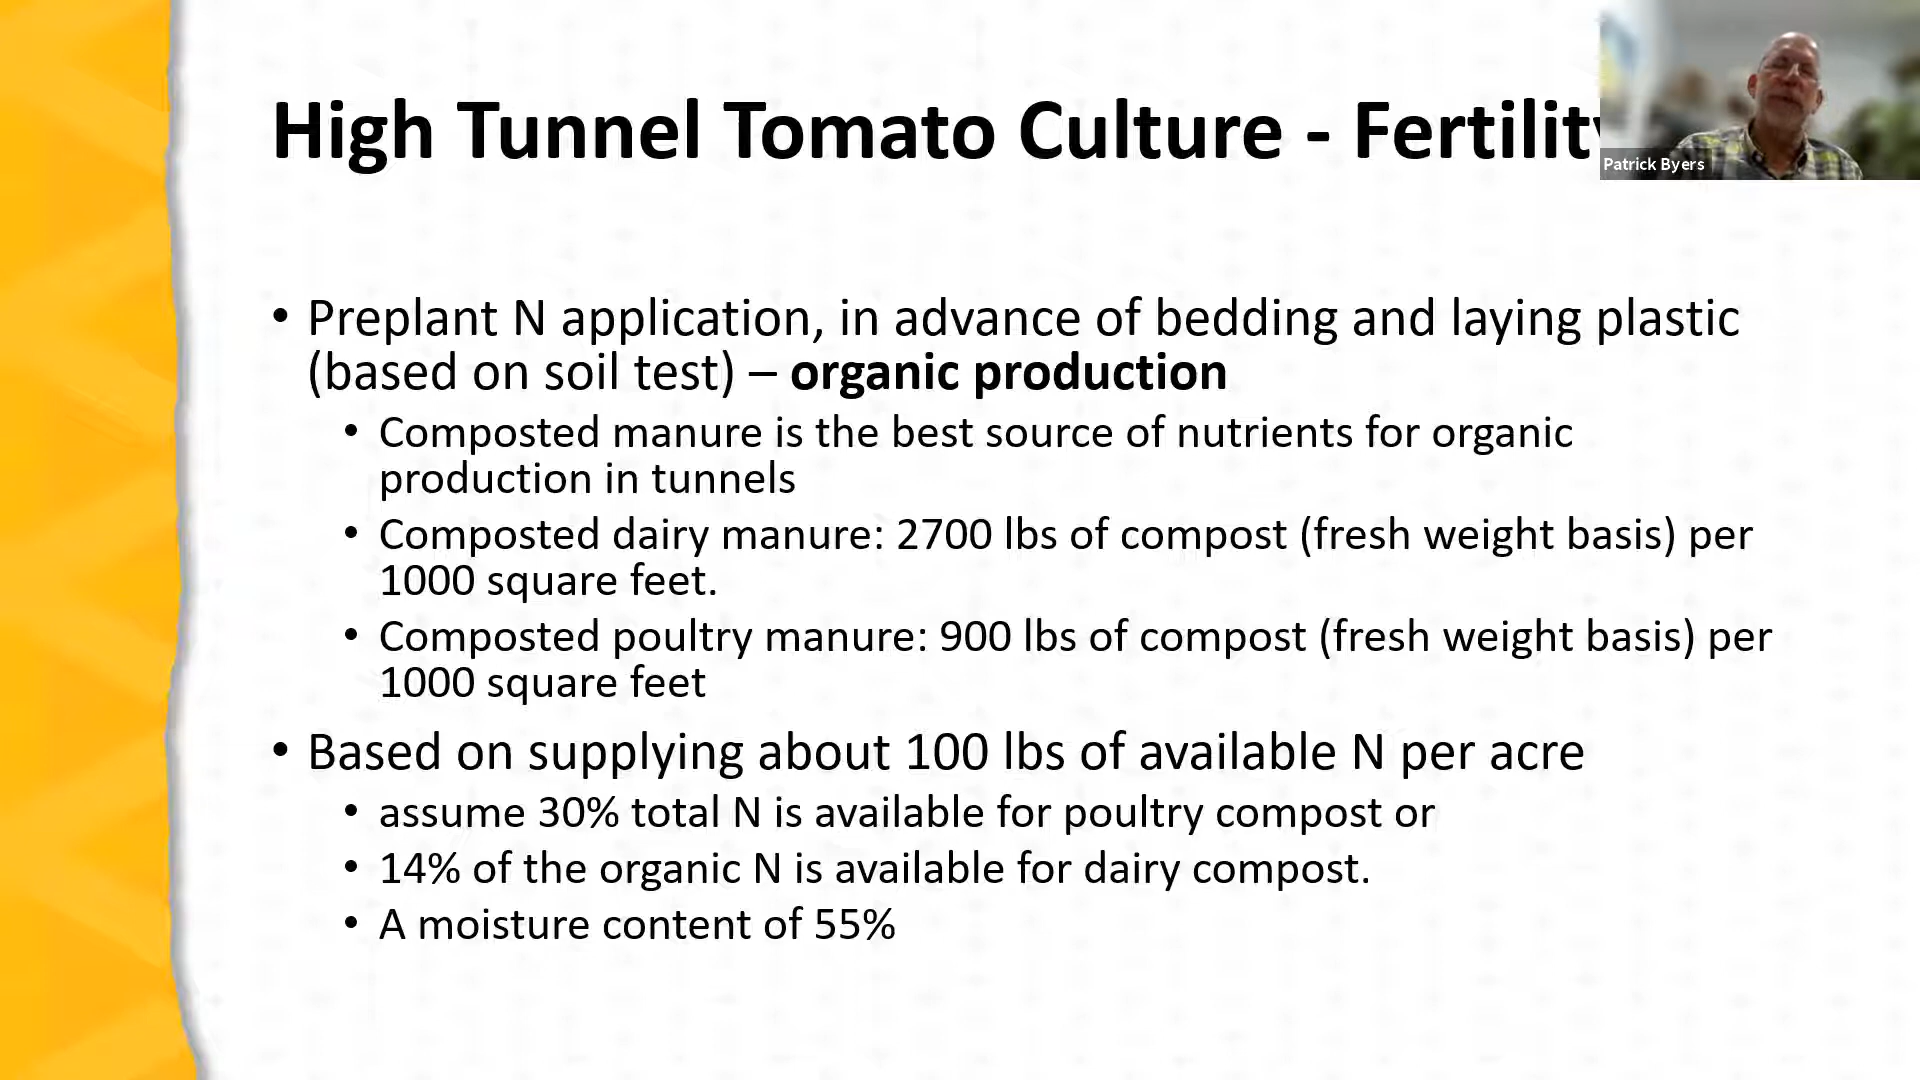 High Tunnel Tomato Culture - Fertility
Patrick Byers
• Preplant N application, in advance of bedding and laying plastic
(based on soil test) – organic production
• Composted manure is the best source of nutrients for organic
production in tunnels
• Composted dairy manure: 2700 lbs of compost (fresh weight basis) per
1000 square feet.
• Composted poultry manure: 900 lbs of compost (fresh weight basis) per
1000 square feet
• Based on supplying about 100 lbs of available N per acre
• assume 30% total N is available for poultry compost or
• 14% of the organic N is available for dairy compost.
• A moisture content of 55%